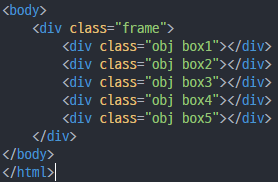 <body>
    <div class="frame">
        <div class="obj box1"></div>
        <div class="obj box2"></div>
        <div class="obj box3"></div>
        <div class="obj box4"></div>
        <div class="obj box5"></div>
    </div>
</body>
</html>